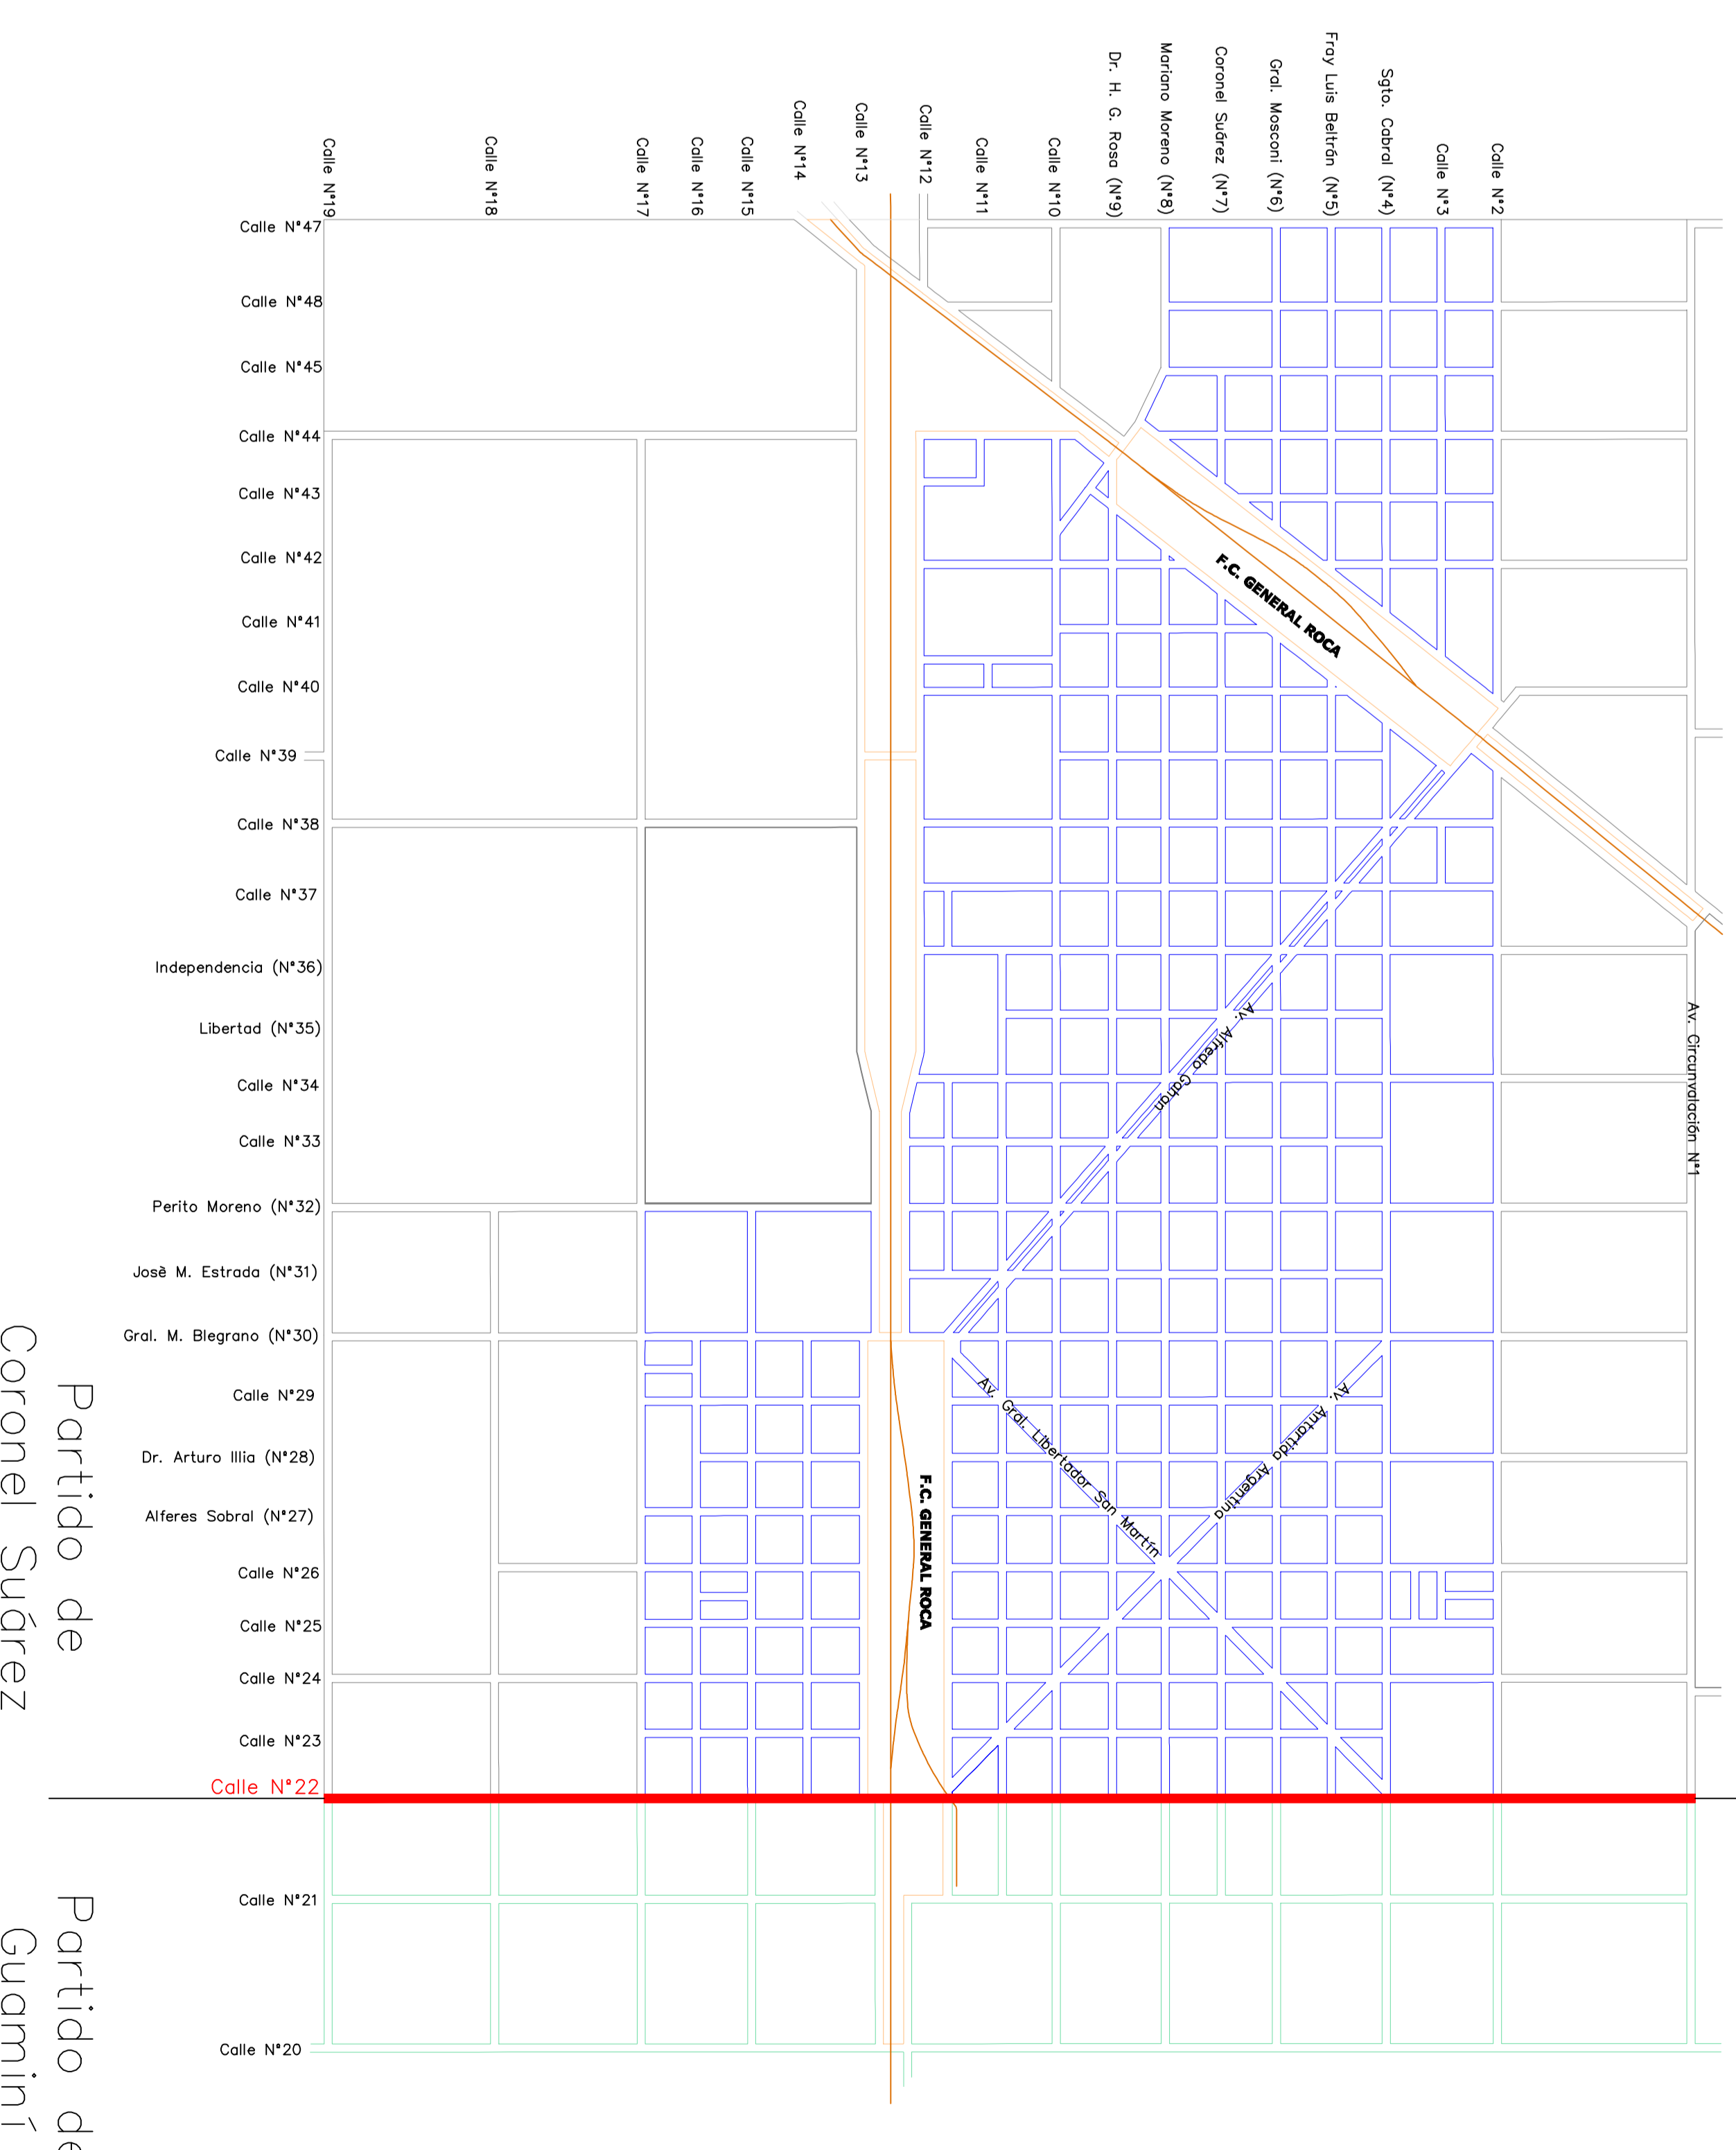 Calle N°19
Calle N°18
Calle N°17
Calle N°16
Calle N°15
Calle N°14
Calle N°13
Calle N°12
Calle N°11
Calle N°10
Dr. H. G. Rosa (N°9)
Mariano Moreno (N°8)
Coronel Suárez (N°7)
Gral. Mosconi (N°6)
Fray Luis Beltrán (N°5)
Sgto. Cabral (N°4)
Calle N°3
Calle N°2
Calle N°47
Calle N°48
Calle N°45
Calle N°44
Calle N°43
Calle N°42
Calle N°41
Calle N°40
Calle N°39
Calle N°38
Calle N°37
Independencia (N°36)
Libertad (N°35)
Calle N°34
Calle N°33
Perito Moreno (N°32)
Josè M. Estrada (N°31)
Gral. M. Blegrano (N°30)
Calle N°29
Dr. Arturo Illia (N°28)
Alferes Sobral (N°27)
Calle N°26
Calle N°25
Calle N°24
Calle N°23
Calle N°22
Calle N°21
Calle N°20
F.C. GENERAL ROCA
Av. Alfredo Gahan
Av. Circunvalación N°1
Av. Gral. Libertador San Martín
Av. Antartida Argentina
F.C. GENERAL ROCA
Partido de
Coronel Suárez
Partido de
Guaminí